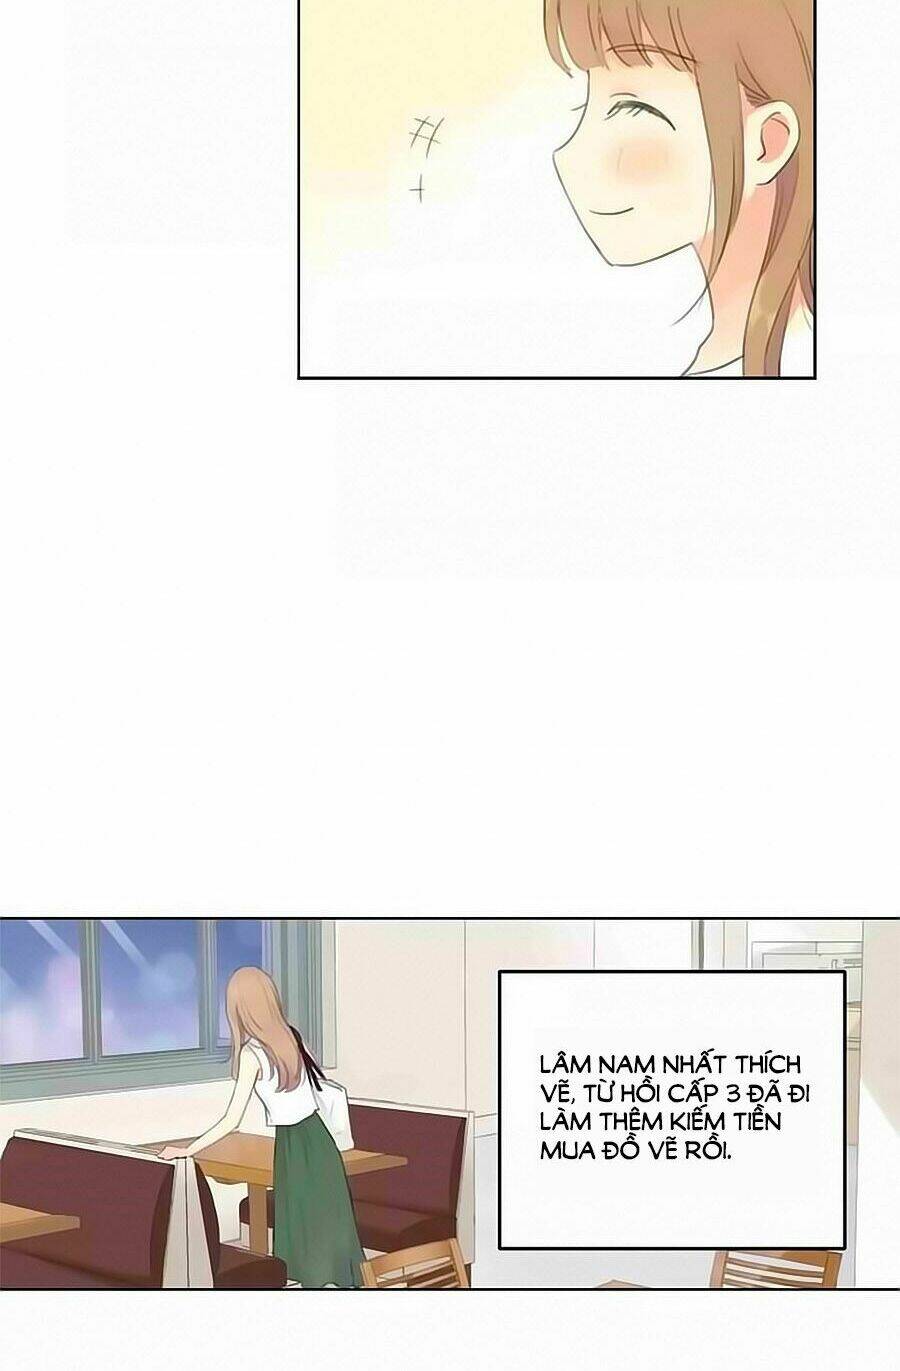 LÂM NAM NHẤT THÍCH
VẼ, TỪ HỒI CẤP 3 ĐÃ ĐI
LÀM THÊM KIẾM TIỀN
MUA ĐỒ VẼ RỒI.